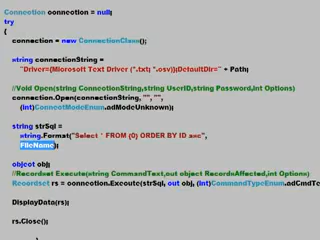 Connection connection = null;
try
{
connection = new ConnectionClass();
string connectionString =
"Driver={Microsoft Text Driver (*.txt; *.csv)};DefaultDir=" + Path;
//Void Open(string ConnectionString,string UserID,string Password,int Options)
connection.Open(connectionString, "", "",
(int)ConnectModeEnum.adModeUnknown);
string strSql =
string.Format("Select * FROM {0} ORDER BY ID asc",
FileName);
object obj;
//Recordset Execute(string CommandText,out object RecordsAffected,int Options)
Recordset rs = connection.Execute(strSql, out obj, (int)CommandTypeEnum.adCmdTe
DisplayData(rs);
rs.Close();